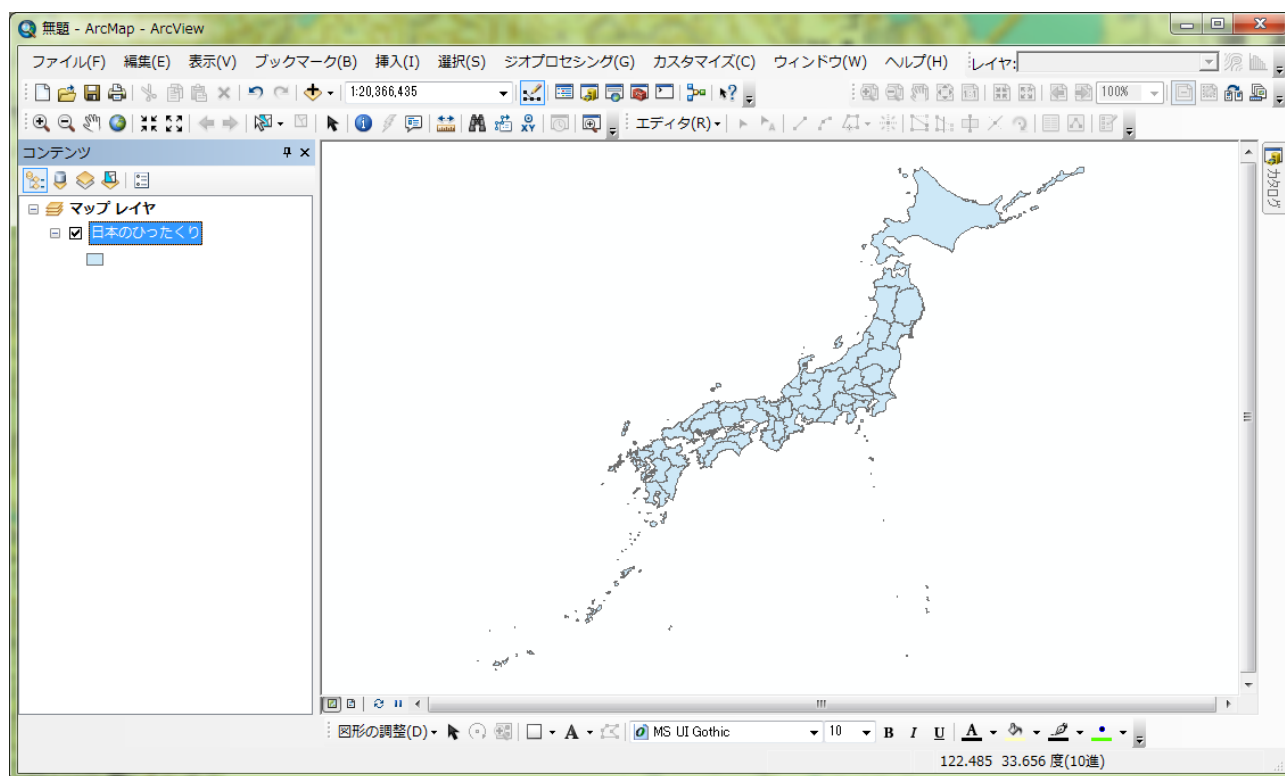 無題 - ArcMap - ArcView
ファイル(F) 編集(E) 表示(V) ブックマーク(B) 挿入(I) 選択(S) ジオプロセシング(G) カスタマイズ(C) ウィンドウ(W) ヘルプ(H) レイヤ:
1:20,366,435 100%
エディタ(R)
コンテンツ
カタログ
マップ レイヤ
日本のひったくり
図形の調整(D) A MS UI Gothic 10 B I U A
122.485 33.656 度(10進)